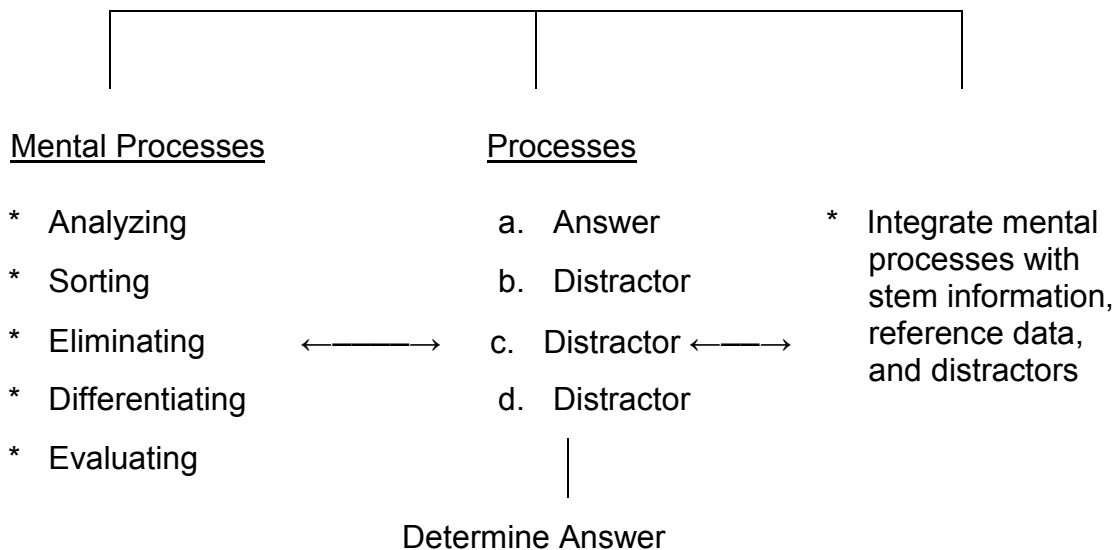 Mental Processes
* Analyzing
* Sorting
* Eliminating
* Differentiating
* Evaluating
Processes
a. Answer
b. Distractor
c. Distractor
d. Distractor
* Integrate mental
processes with
stem information,
reference data,
and distractors
Determine Answer